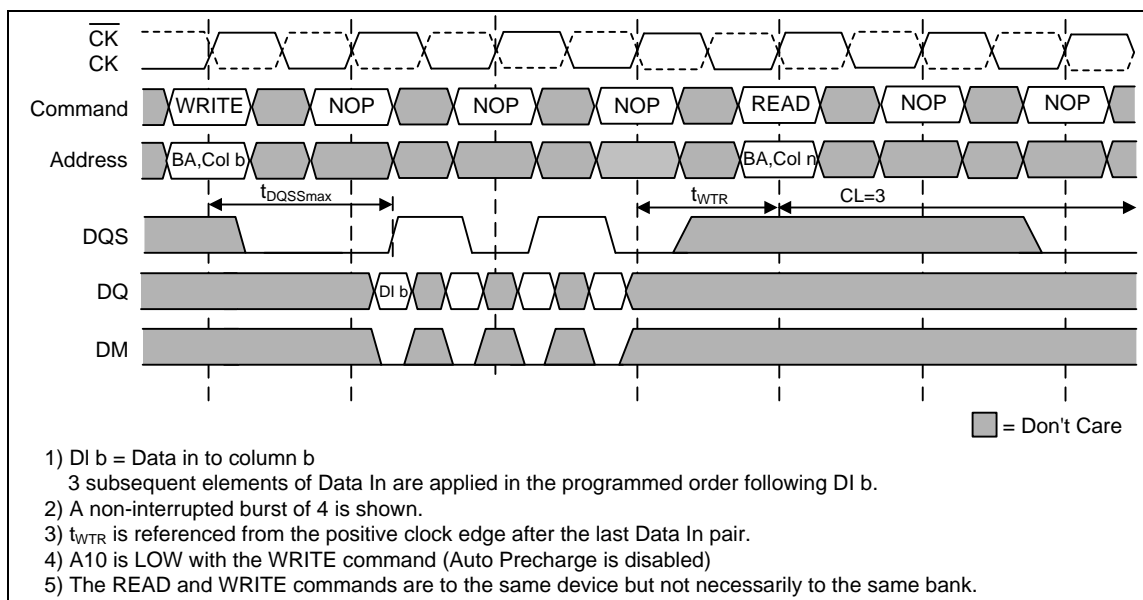 CK
CK
Command WRITE NOP NOP NOP READ NOP NOP
Address BA,Col b BA,Col n
tDQSSmax tWTR CL=3
DQS
DQ DI b
DM
= Don't Care
1) DI b = Data in to column b
3 subsequent elements of Data In are applied in the programmed order following DI b.
2) A non-interrupted burst of 4 is shown.
3) tWTR is referenced from the positive clock edge after the last Data In pair.
4) A10 is LOW with the WRITE command (Auto Precharge is disabled)
5) The READ and WRITE commands are to the same device but not necessarily to the same bank.